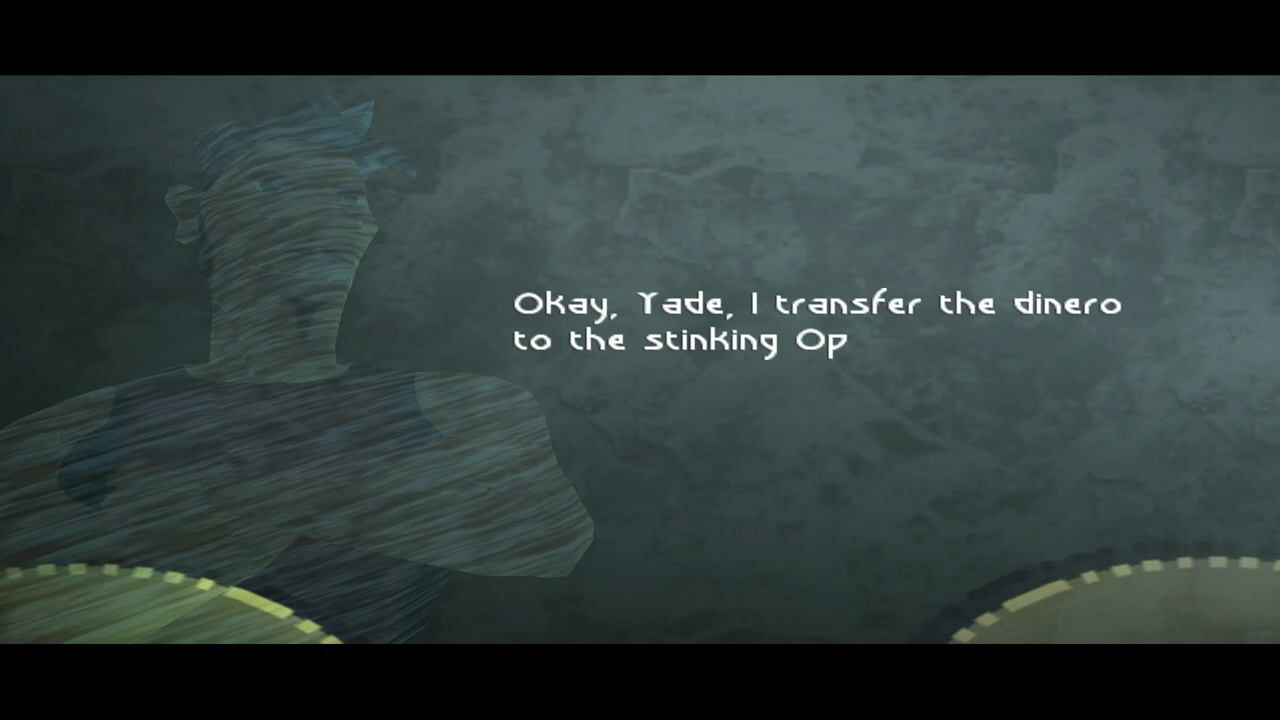 Okay, Yade, I transfer the dinero
to the stinking Op